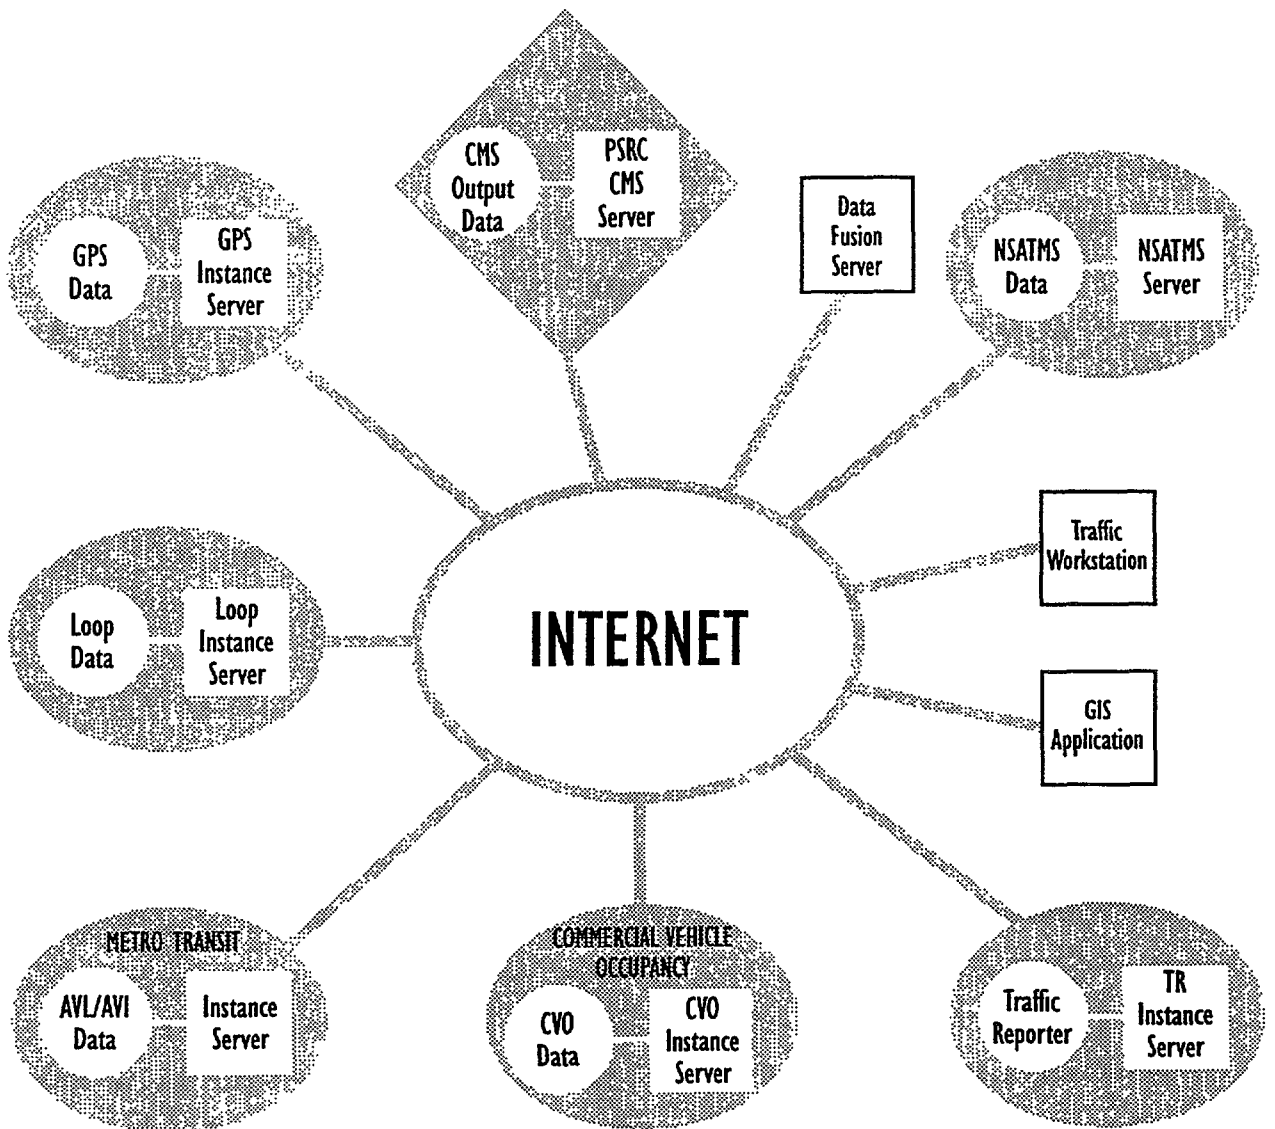 CMS
Output
Data
PSRC
CMS
Server
GPS
Data
GPS
Instance
Server
Data
Fusion
Server
NSATMS
Data
NSATMS
Server
Traffic
Workstation
Loop
Data
Loop
Instance
Server
INTERNET
GIS
Application
METRO TRANSIT
AVL/AVI
Data
Instance
Server
COMMERCIAL VEHICLE
OCCUPANCY
CVO
Data
CVO
Instance
Server
Traffic
Reporter
TR
Instance
Server